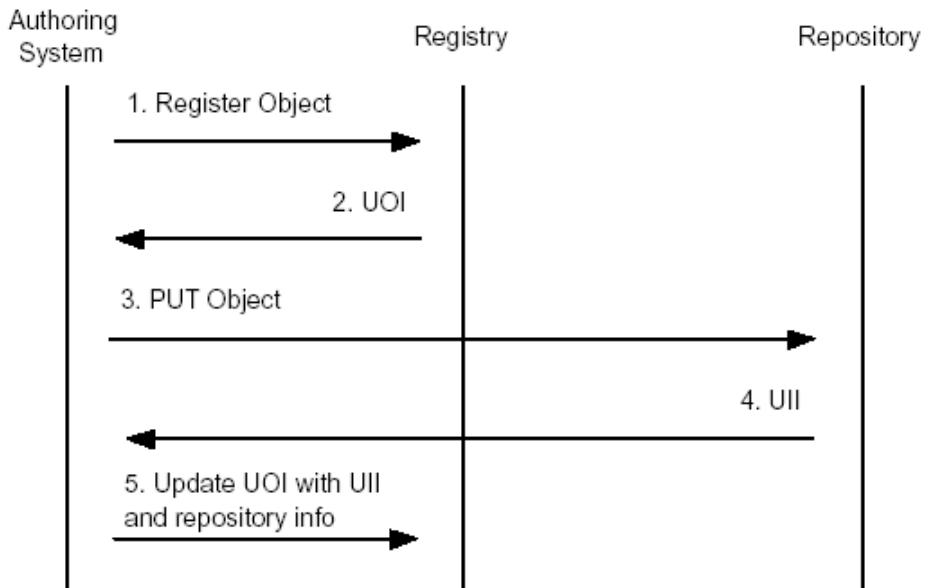 Authoring
System
Registry
Repository
1. Register Object
2. UOI
3. PUT Object
4. UII
5. Update UOI with UII
and repository info